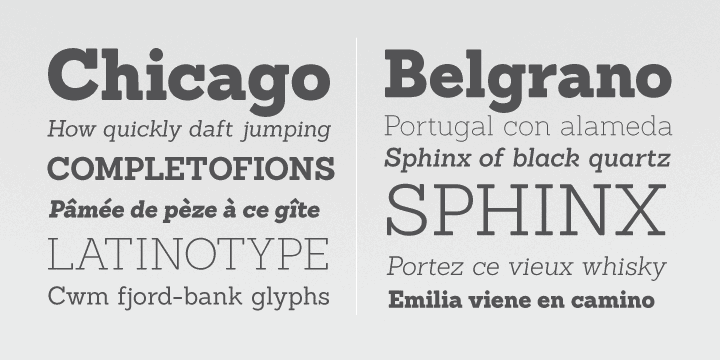 Chicago
How quickly daft jumping
COMPLETOFIONS
Pâmée de pèze à ce gîte
LATINOTYPE
Cwm fjord-bank glyphs
Belgrano
Portugal con alameda
Sphinx of black quartz
SPHINX
Portez ce vieux whisky
Emilia viene en camino